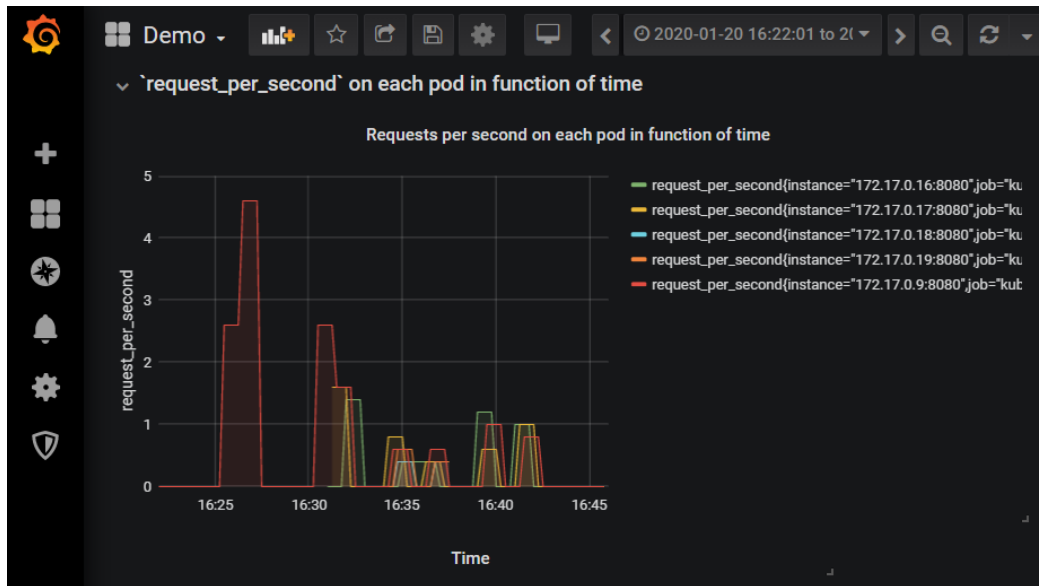 Demo
2020-01-20 16:22:01 to 2(
`request_per_second` on each pod in function of time
Requests per second on each pod in function of time
request_per_second
5
4
3
2
1
0
16:25 16:30 16:35 16:40 16:45
Time
request_per_second{instance="172.17.0.16:8080",job="ku
request_per_second{instance="172.17.0.17:8080",job="ku
request_per_second{instance="172.17.0.18:8080",job="ku
request_per_second{instance="172.17.0.19:8080",job="ku
request_per_second{instance="172.17.0.9:8080",job="kub